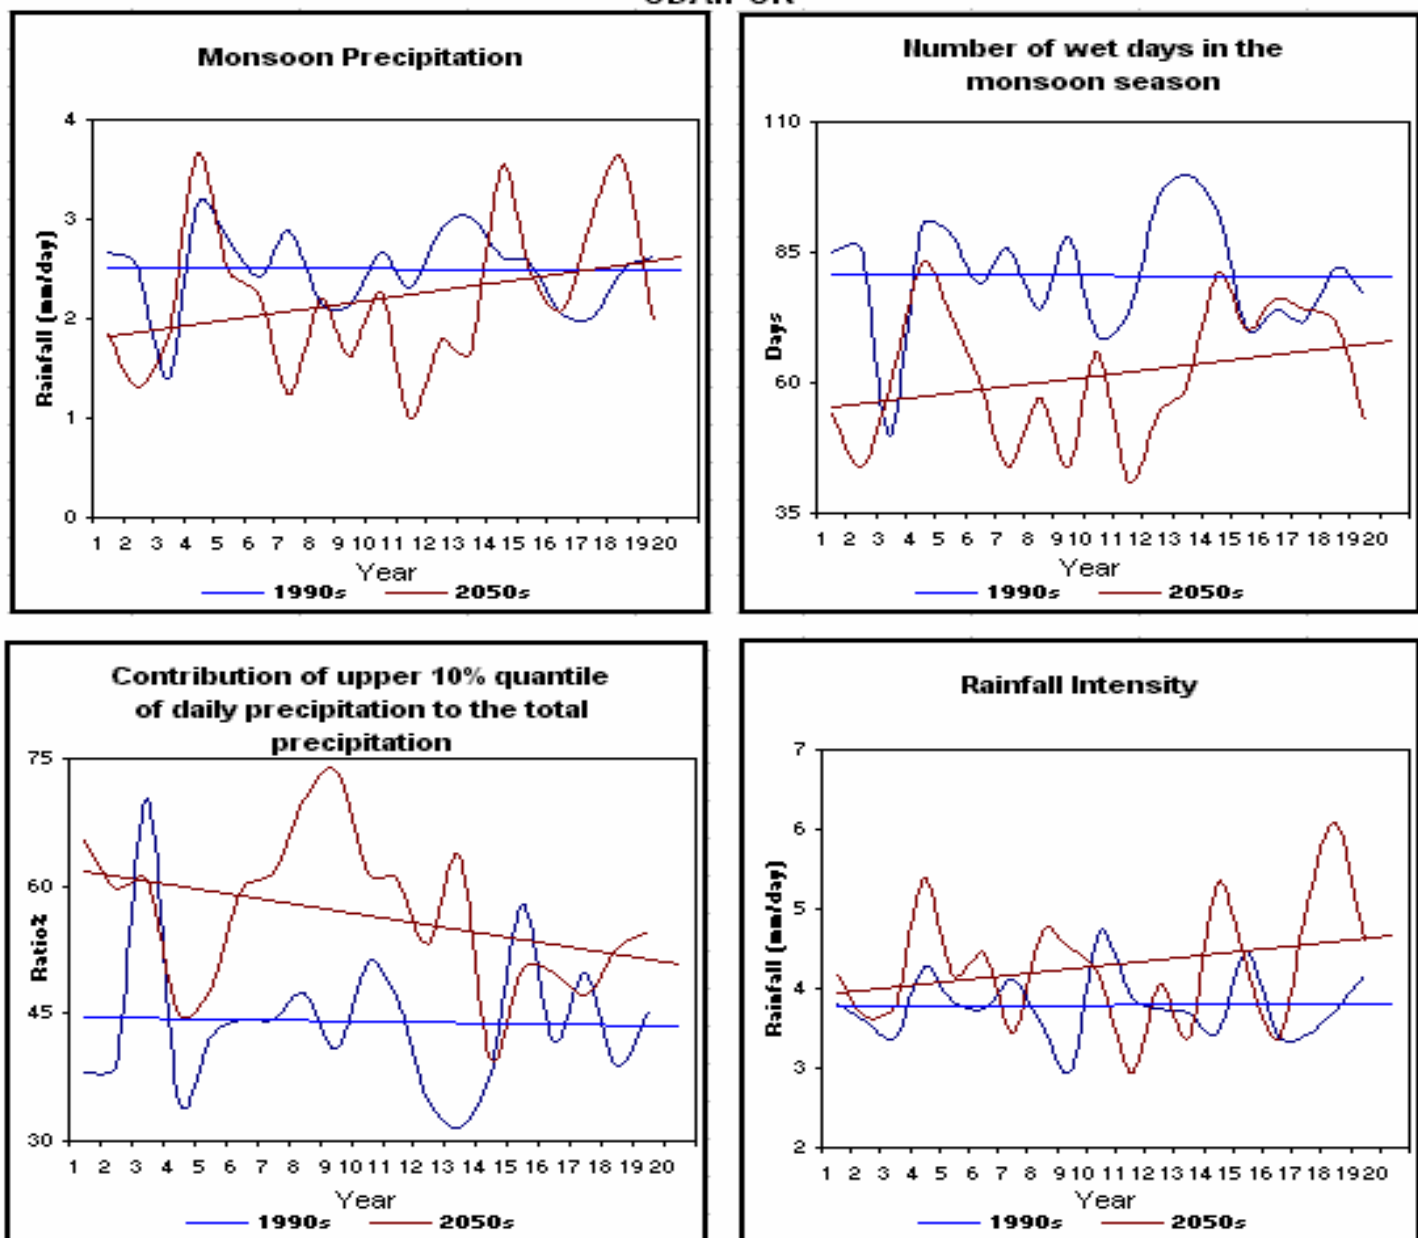 Monsoon Precipitation
4
3
2
1
0
Rainfall (mm/day)
1 2 3 4 5 6 7 8 9 10 11 12 13 14 15 16 17 18 19 20
Year
1990s 2050s
Number of wet days in the
monsoon season
110
85
60
35
Days
1 2 3 4 5 6 7 8 9 10 11 12 13 14 15 16 17 18 19 20
Year
1990s 2050s
Contribution of upper 10% quantile
of daily precipitation to the total
precipitation
75
60
45
30
Ratio%
1 2 3 4 5 6 7 8 9 10 11 12 13 14 15 16 17 18 19 20
Year
1990s 2050s
Rainfall Intensity
7
6
5
4
3
2
Rainfall (mm/day)
1 2 3 4 5 6 7 8 9 10 11 12 13 14 15 16 17 18 19 20
Year
1990s 2050s